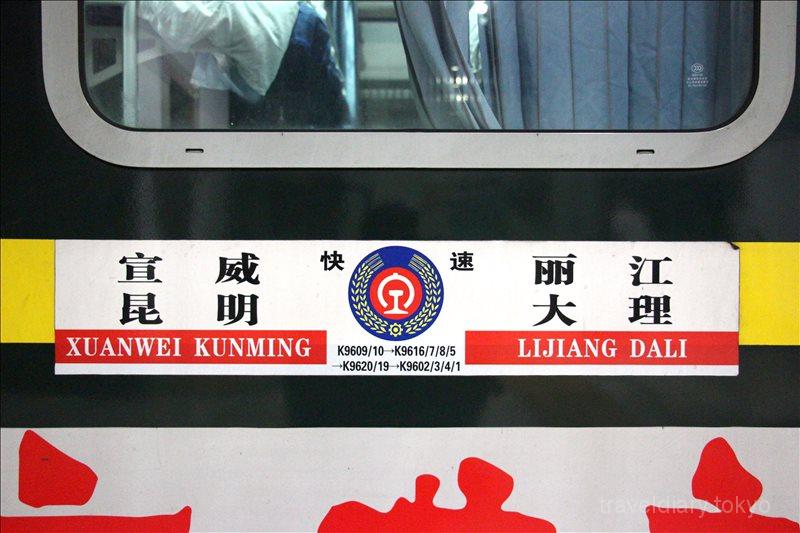 宣威 快 速 丽江
昆明 大理
XUANWEI KUNMING
K9609/10→K9616/7/8/5
→K9620/19→K9602/3/4/1
LIJIANG DALI
traveldiary.tokyo